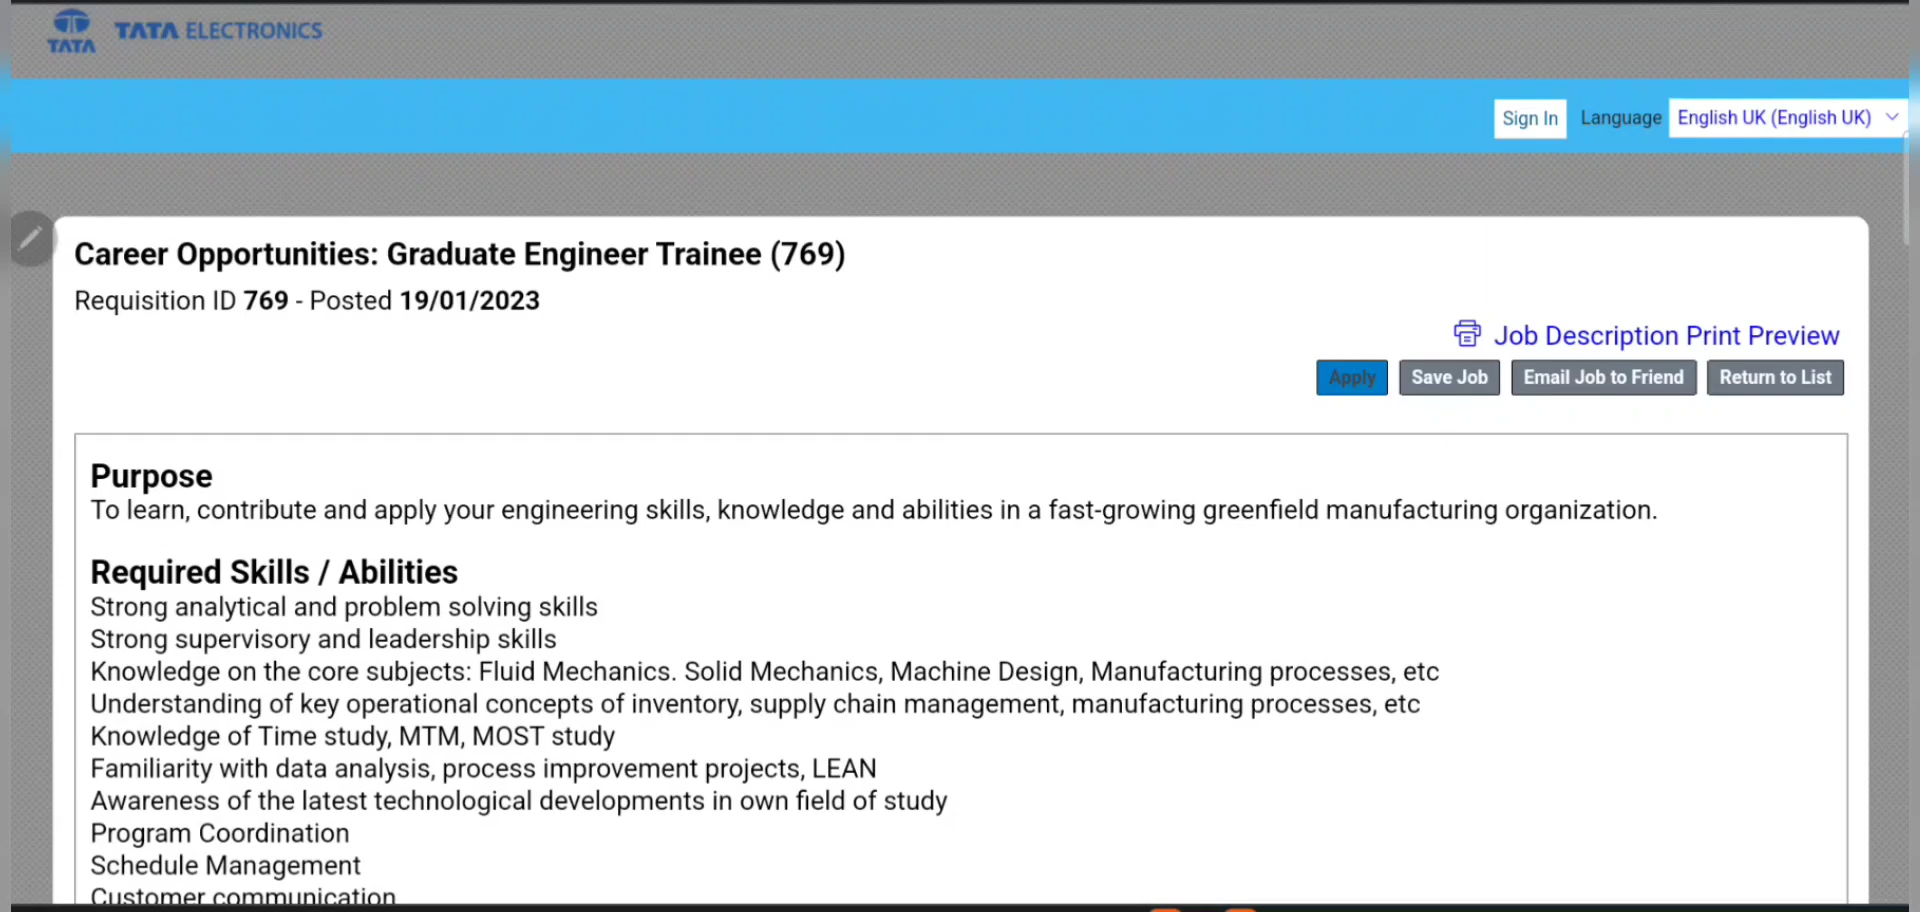 TATA
TATA ELECTRONICS
Sign In Language English UK (English UK)
Career Opportunities: Graduate Engineer Trainee (769)
Requisition ID 769 - Posted 19/01/2023
Job Description Print Preview
Apply Save Job Email Job to Friend Return to List
Purpose
To learn, contribute and apply your engineering skills, knowledge and abilities in a fast-growing greenfield manufacturing organization.
Required Skills / Abilities
Strong analytical and problem solving skills
Strong supervisory and leadership skills
Knowledge on the core subjects: Fluid Mechanics. Solid Mechanics, Machine Design, Manufacturing processes, etc
Understanding of key operational concepts of inventory, supply chain management, manufacturing processes, etc
Knowledge of Time study, MTM, MOST study
Familiarity with data analysis, process improvement projects, LEAN
Awareness of the latest technological developments in own field of study
Program Coordination
Schedule Management
Customer communication